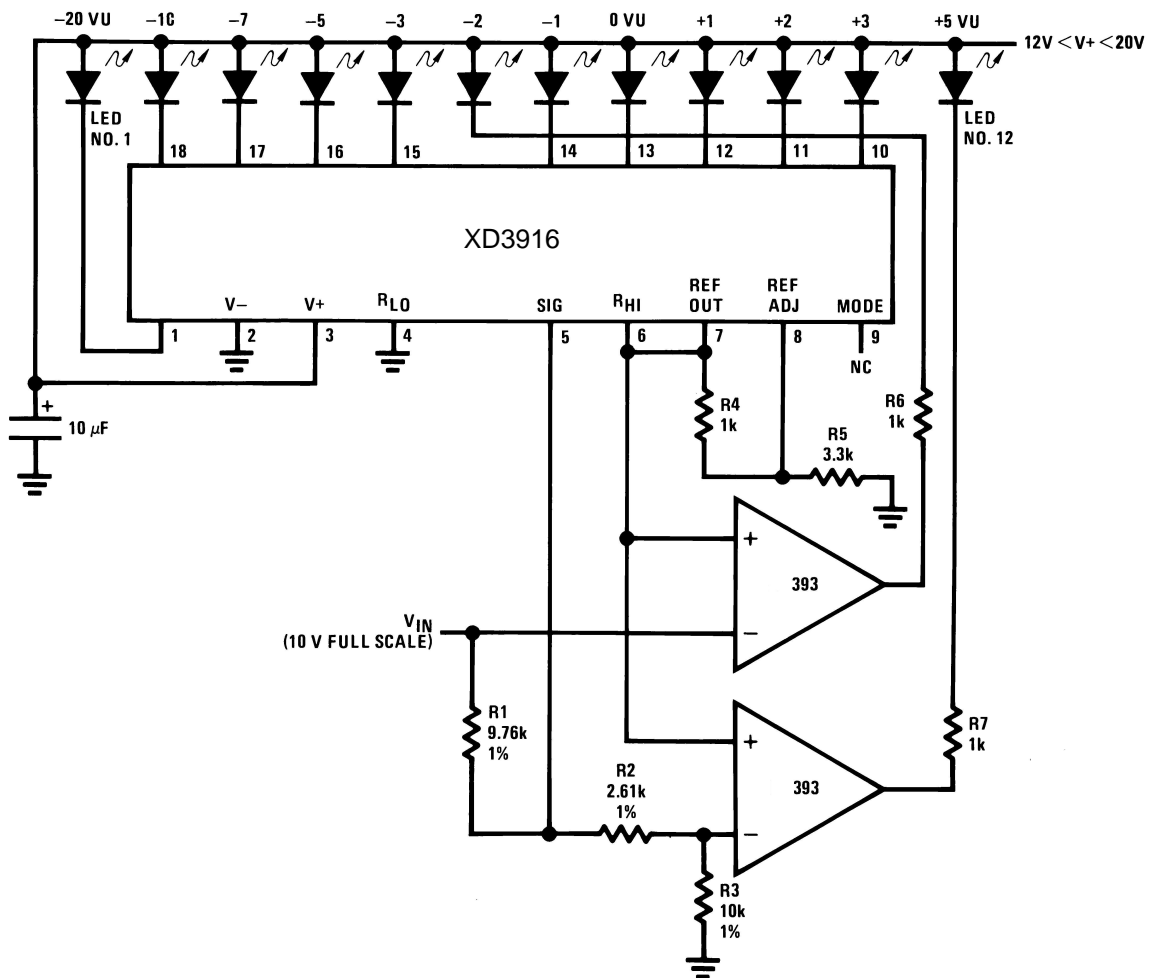 −20 VU −1C −7 −5 −3 −2 −1 0 VU +1 +2 +3 +5 VU
12V <V+ <20V
LED
NO. 1
LED
NO. 12
18 17 16 15 14 13 12 11 10
XD3916
V− V+ RLO SIG RHI REF OUT REF ADJ MODE
1 2 3 4 5 6 7 8 9
NC
+
10 μF
R4
1k
R5
3.3k
R6
1k
+
393
−
VIN
(10 V FULL SCALE)
R1
9.76k
1%
R2
2.61k
1%
+
393
−
R7
1k
R3
10k
1%